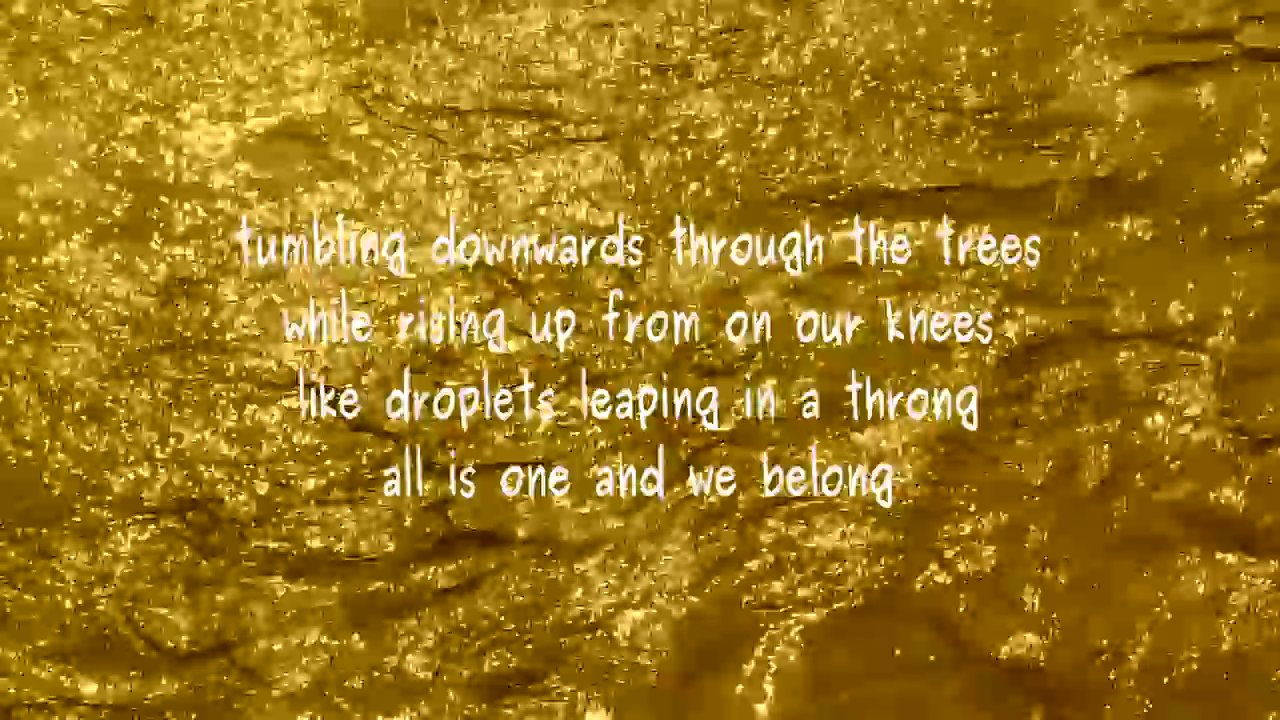 tumbling downwards through the trees
while rising up from on our knees
like droplets leaping in a throng
all is one and we belong